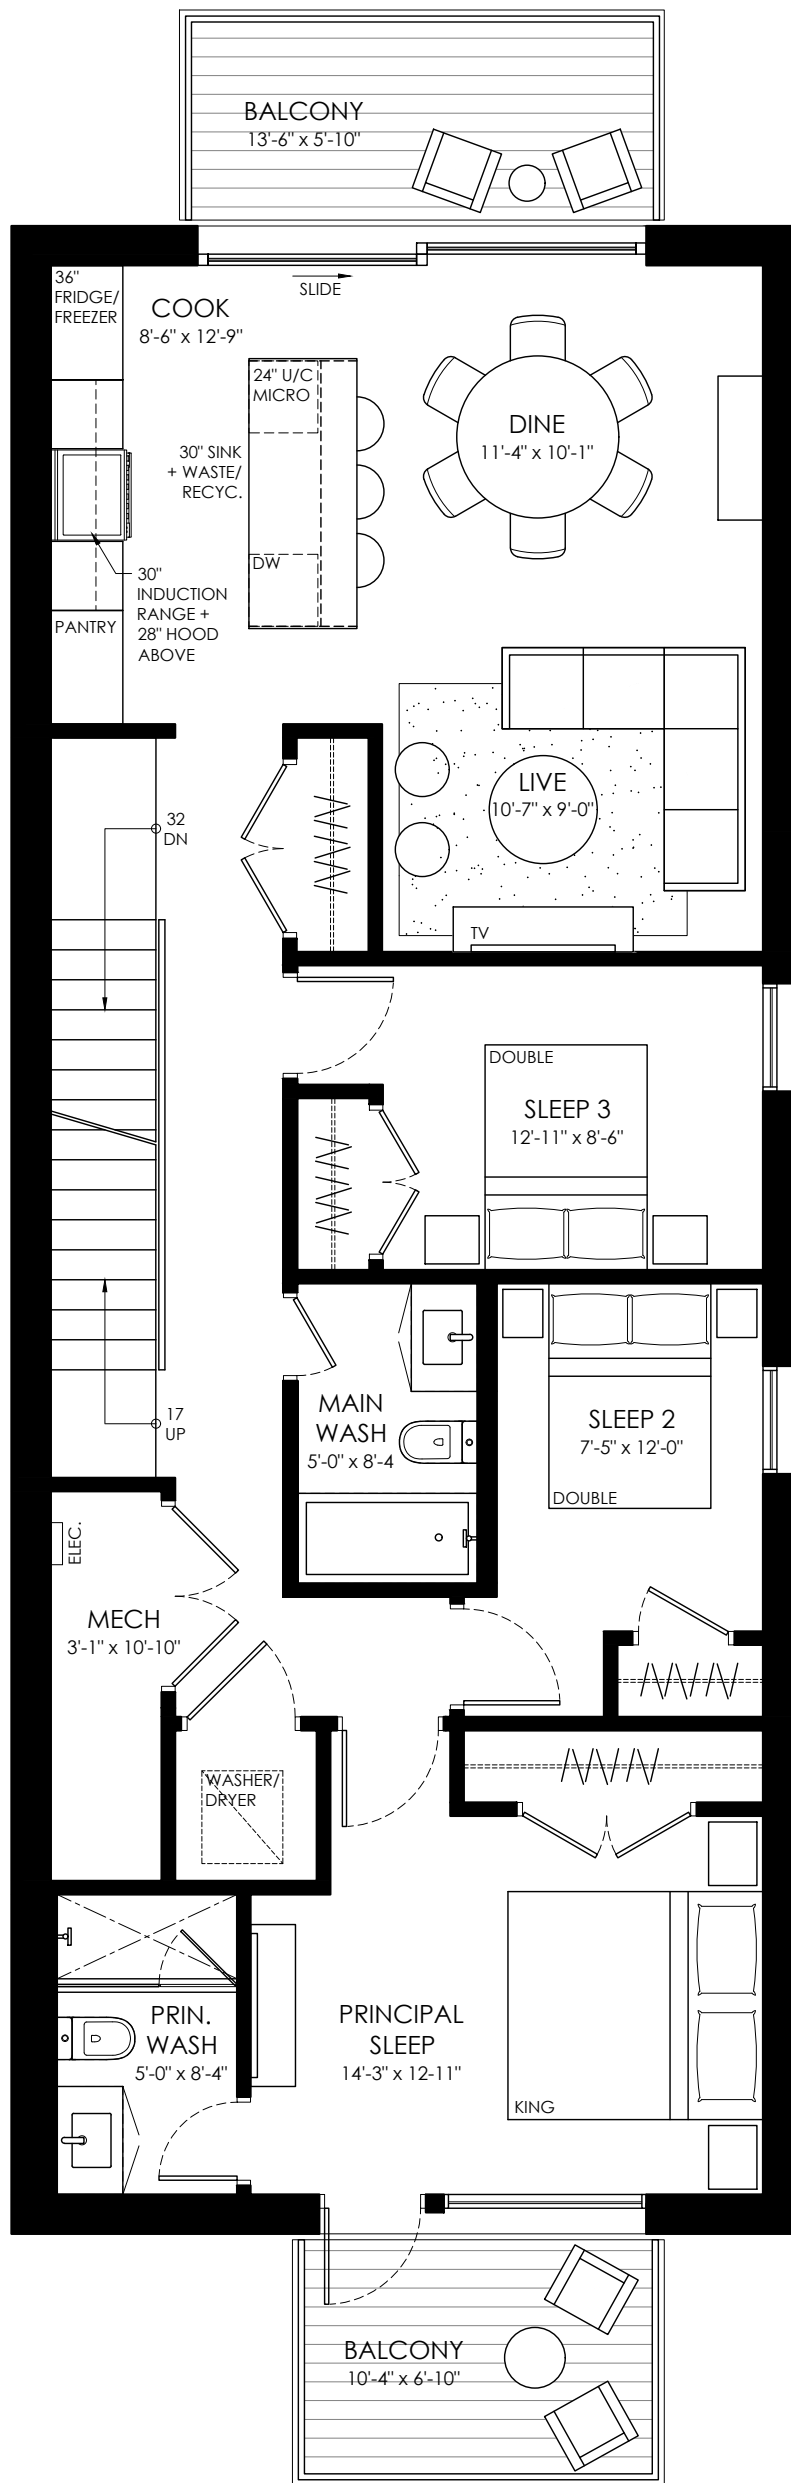 BALCONY
13'-6" x 5'-10"
SLIDE
36"
FRIDGE/
FREEZER
COOK
8'-6" x 12'-9"
24" U/C
MICRO
30" SINK
+ WASTE/
RECYC.
DW
DINE
11'-4" x 10'-1"
30"
INDUCTION
RANGE +
28" HOOD
ABOVE
PANTRY
LIVE
10'-7" x 9'-0"
TV
32
DN
DOUBLE
SLEEP 3
12'-11" x 8'-6"
17
UP
MAIN
WASH
5'-0" x 8'-4
SLEEP 2
7'-5" x 12'-0"
DOUBLE
ELEC.
MECH
3'-1" x 10'-10"
WASHER/
DRYER
PRIN.
WASH
5'-0" x 8'-4"
PRINCIPAL
SLEEP
14'-3" x 12-11"
KING
BALCONY
10'-4" x 6'-10"